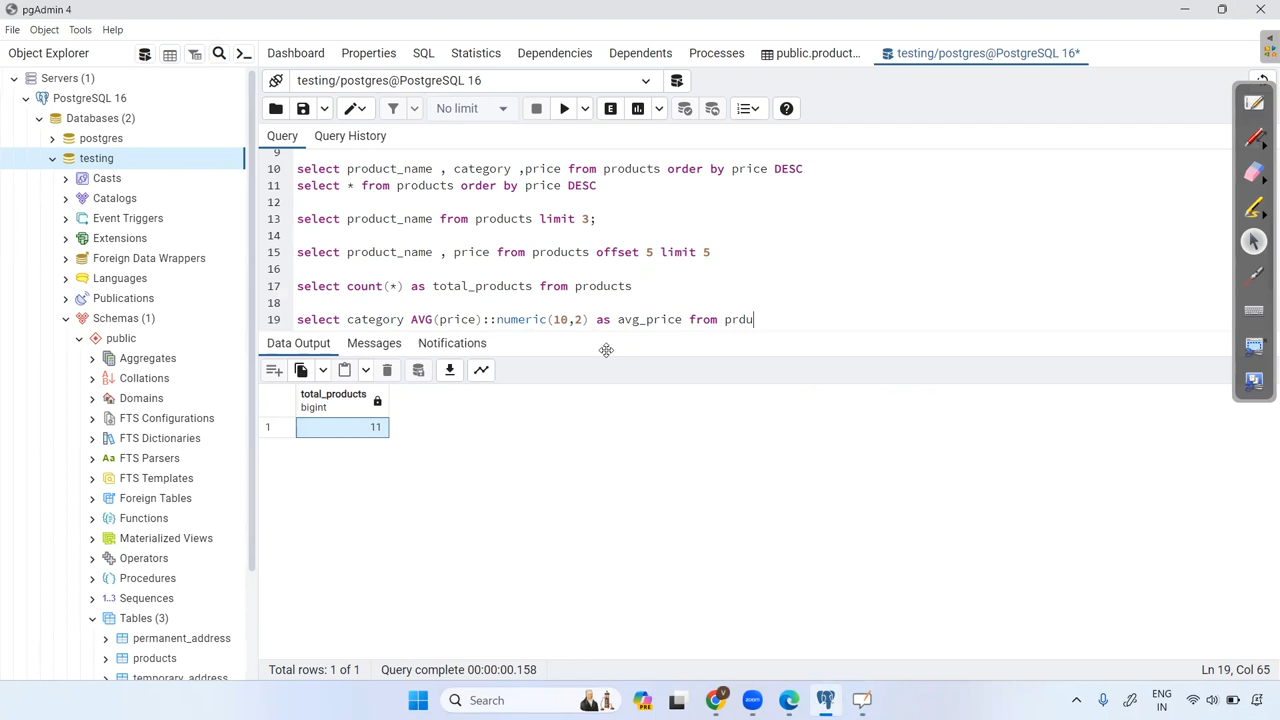 pgAdmin 4
File Object Tools Help
Object Explorer
Dashboard Properties SQL Statistics Dependencies Dependents Processes public.product... testing/postgres@PostgreSQL 16*
Servers (1)
PostgreSQL 16
Databases (2)
postgres
testing
Casts
Catalogs
Event Triggers
Extensions
Foreign Data Wrappers
Languages
Publications
Schemas (1)
public
Aggregates
Collations
Domains
FTS Configurations
FTS Dictionaries
Aa FTS Parsers
FTS Templates
Foreign Tables
Functions
Materialized Views
Operators
Procedures
1..3 Sequences
Tables (3)
permanent_address
products
temporary_address
testing/postgres@PostgreSQL 16
No limit
E
Query Query History
9
10 select product_name , category ,price from products order by price DESC
11 select * from products order by price DESC
12
13 select product_name from products limit 3;
14
15 select product_name , price from products offset 5 limit 5
16
17 select count(*) as total_products from products
18
19 select category AVG(price)::numeric(10,2) as avg_price from prdu
Data Output Messages Notifications
total_products
bigint
1 11
Total rows: 1 of 1 Query complete 00:00:00.158 Ln 19, Col 65
Search
PRE
V
ENG
IN